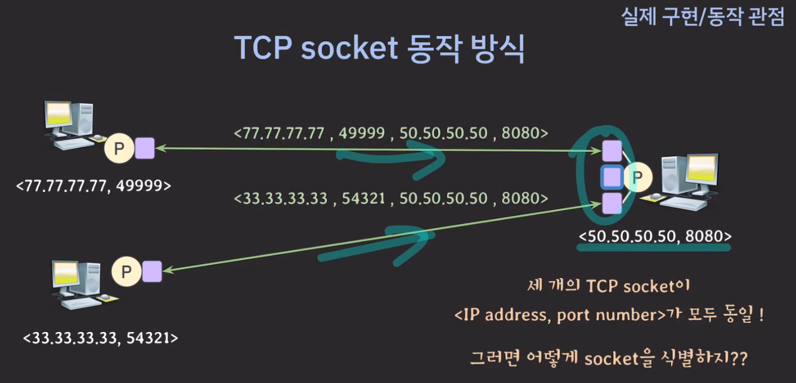 실제 구현/동작 관점
TCP socket 동작 방식
<77.77.77.77 , 49999 , 50.50.50.50 , 8080>
P
P
<77.77.77.77, 49999>
<33.33.33.33 , 54321 , 50.50.50.50 , 8080>
<50.50.50.50, 8080>
P
<33.33.33.33, 54321>
세 개의 TCP socket이
<IP address, port number>가 모두 동일 !
그러면 어떻게 socket을 식별하지??